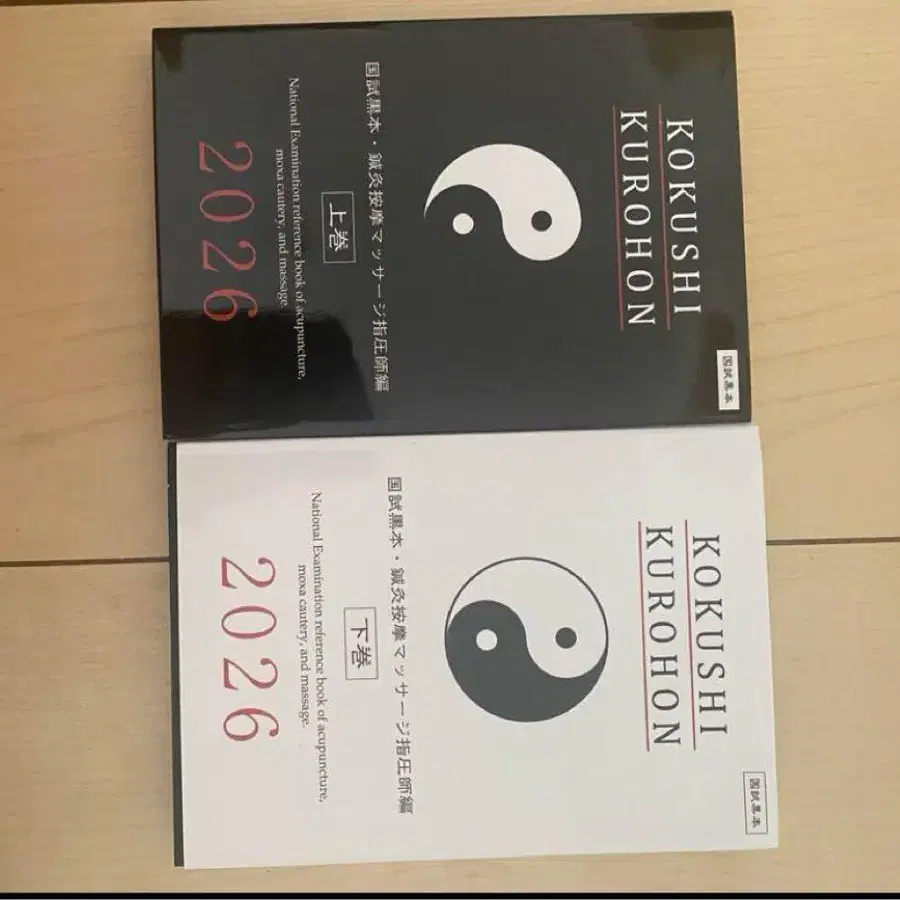 国試黒本
KOKUSHI
KUROHON
国試黒本・鍼灸按摩マッサージ指圧師編
上巻
National Examination reference book of acupuncture,
moxa cautery, and massage.
2026
国試黒本
KOKUSHI
KUROHON
国試黒本・鍼灸按摩マッサージ指圧師編
下巻
National Examination reference book of acupuncture,
moxa cautery, and massage.
2026